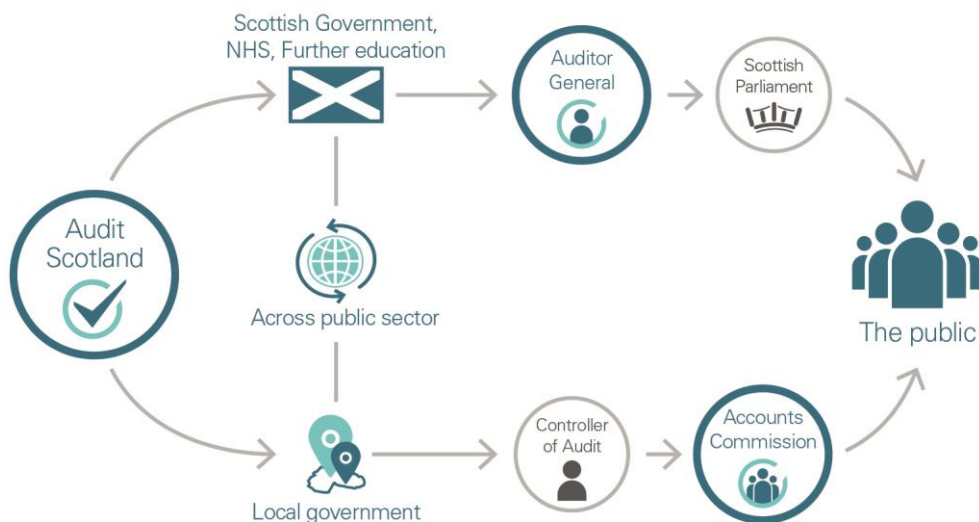 Scottish Government,
NHS, Further education
Auditor
General
Scottish
Parliament
Audit
Scotland
Across public sector
The public
Local government
Controller
of Audit
Accounts
Commission